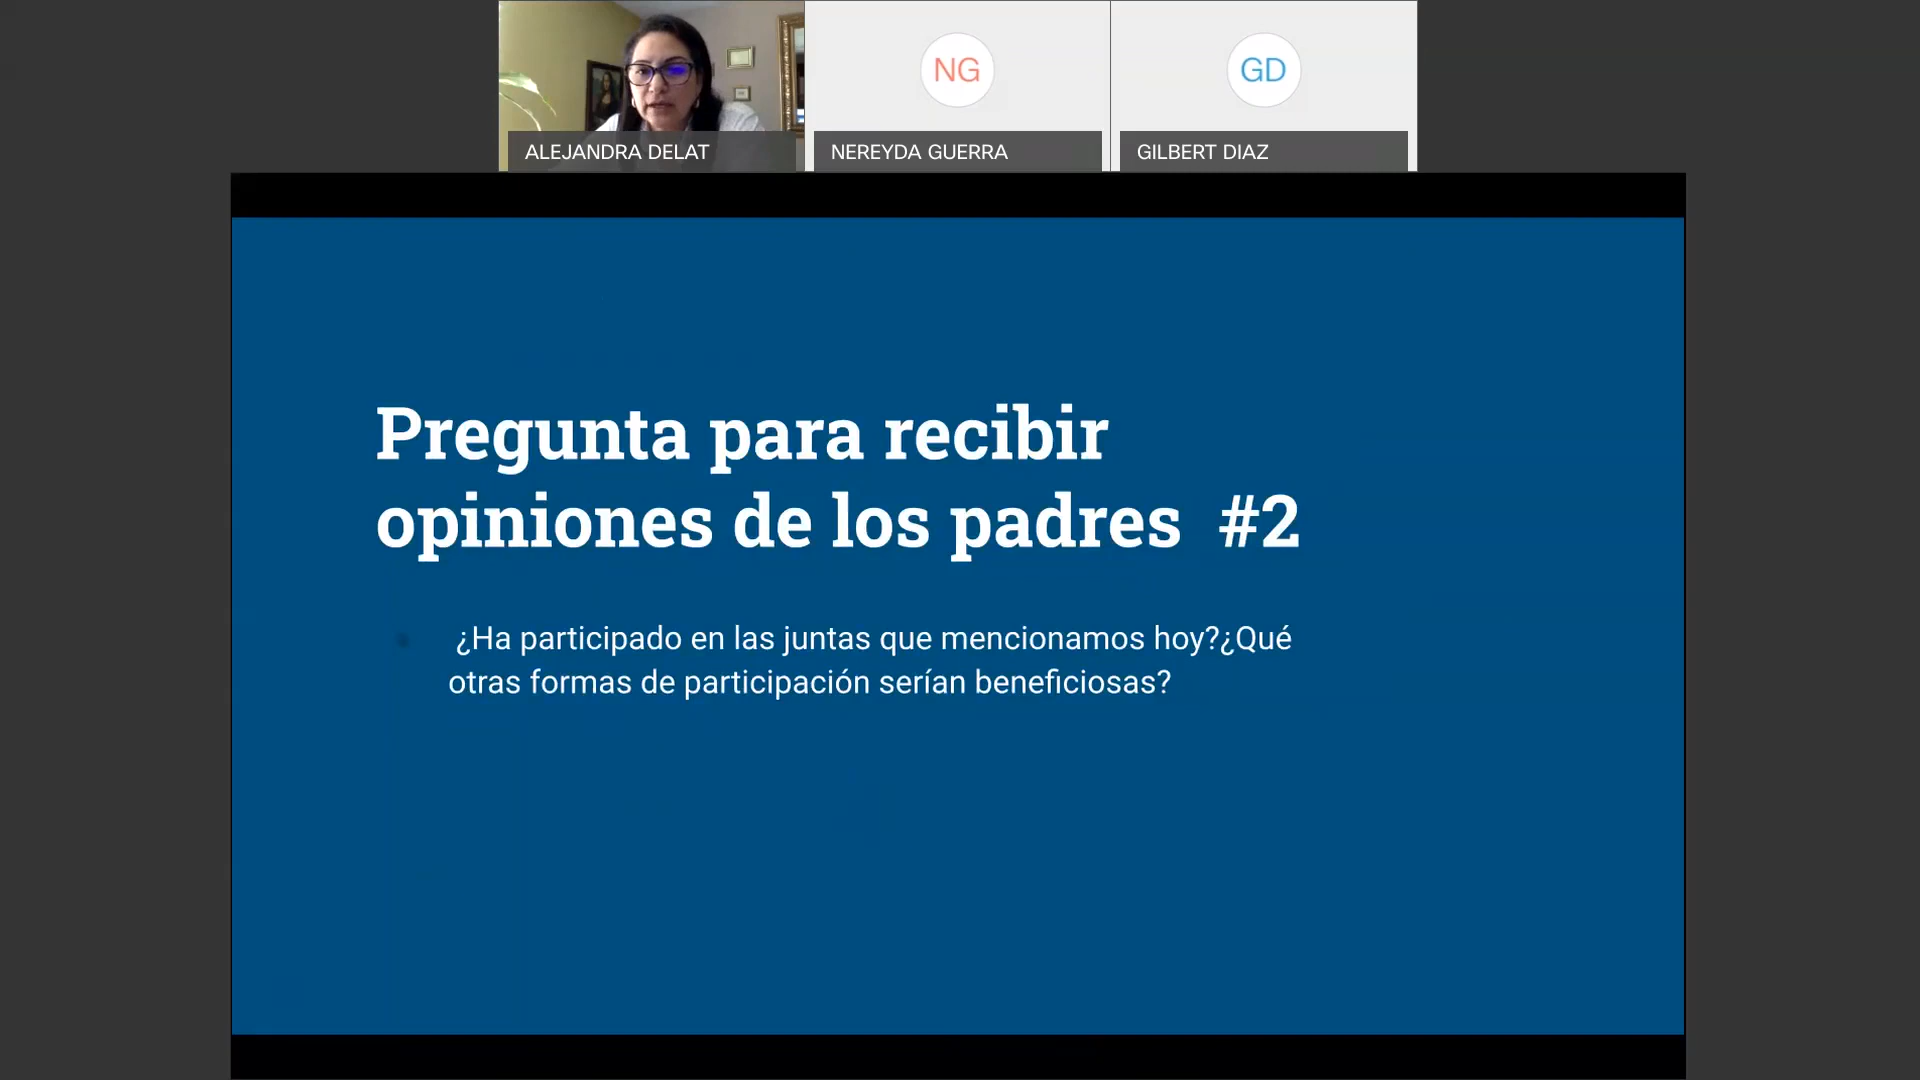 NG
GD
ALEJANDRA DELAT
NEREYDA GUERRA
GILBERT DIAZ
Pregunta para recibir
opiniones de los padres #2
¿Ha participado en las juntas que mencionamos hoy?¿Qué
otras formas de participación serían beneficiosas?